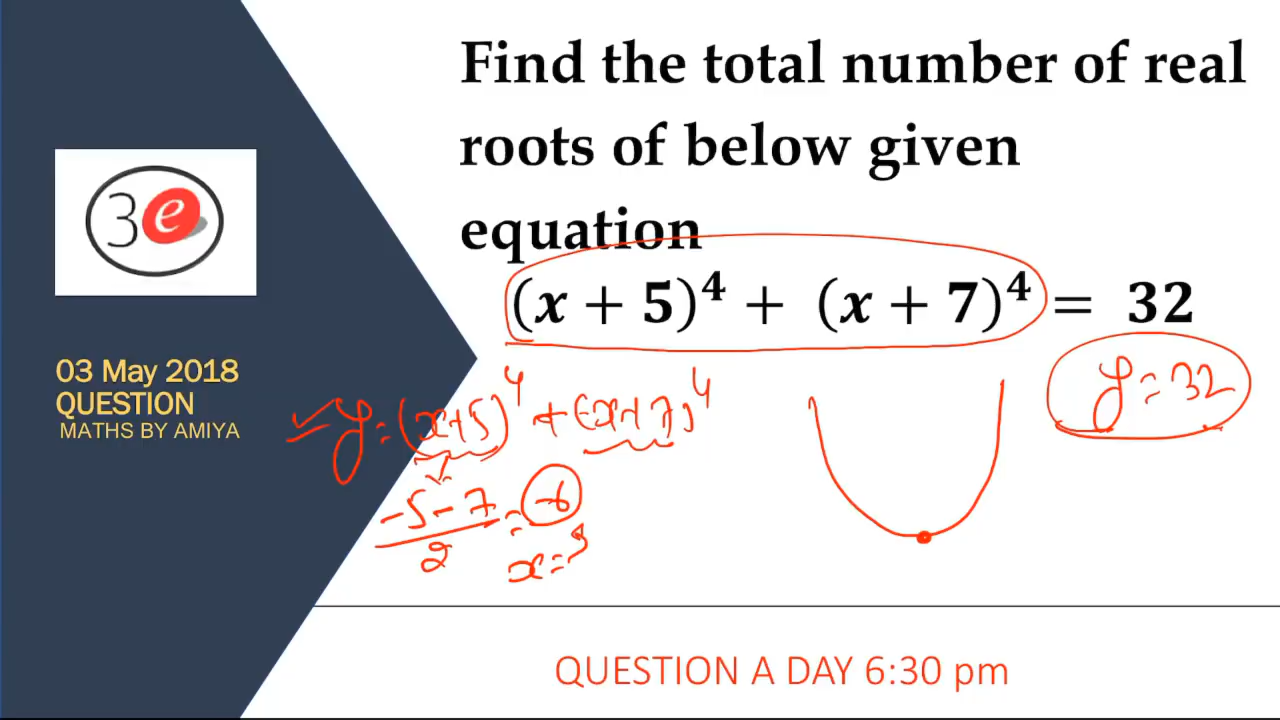 Find the total number of real
roots of below given
equation
(x + 5)⁴ + (x + 7)⁴ = 32
3e
03 May 2018
QUESTION
MATHS BY AMIYA
y = 32
y = (x+5)⁴ + (x+7)⁴
-5-7/2 = -6
x =
QUESTION A DAY 6:30 pm